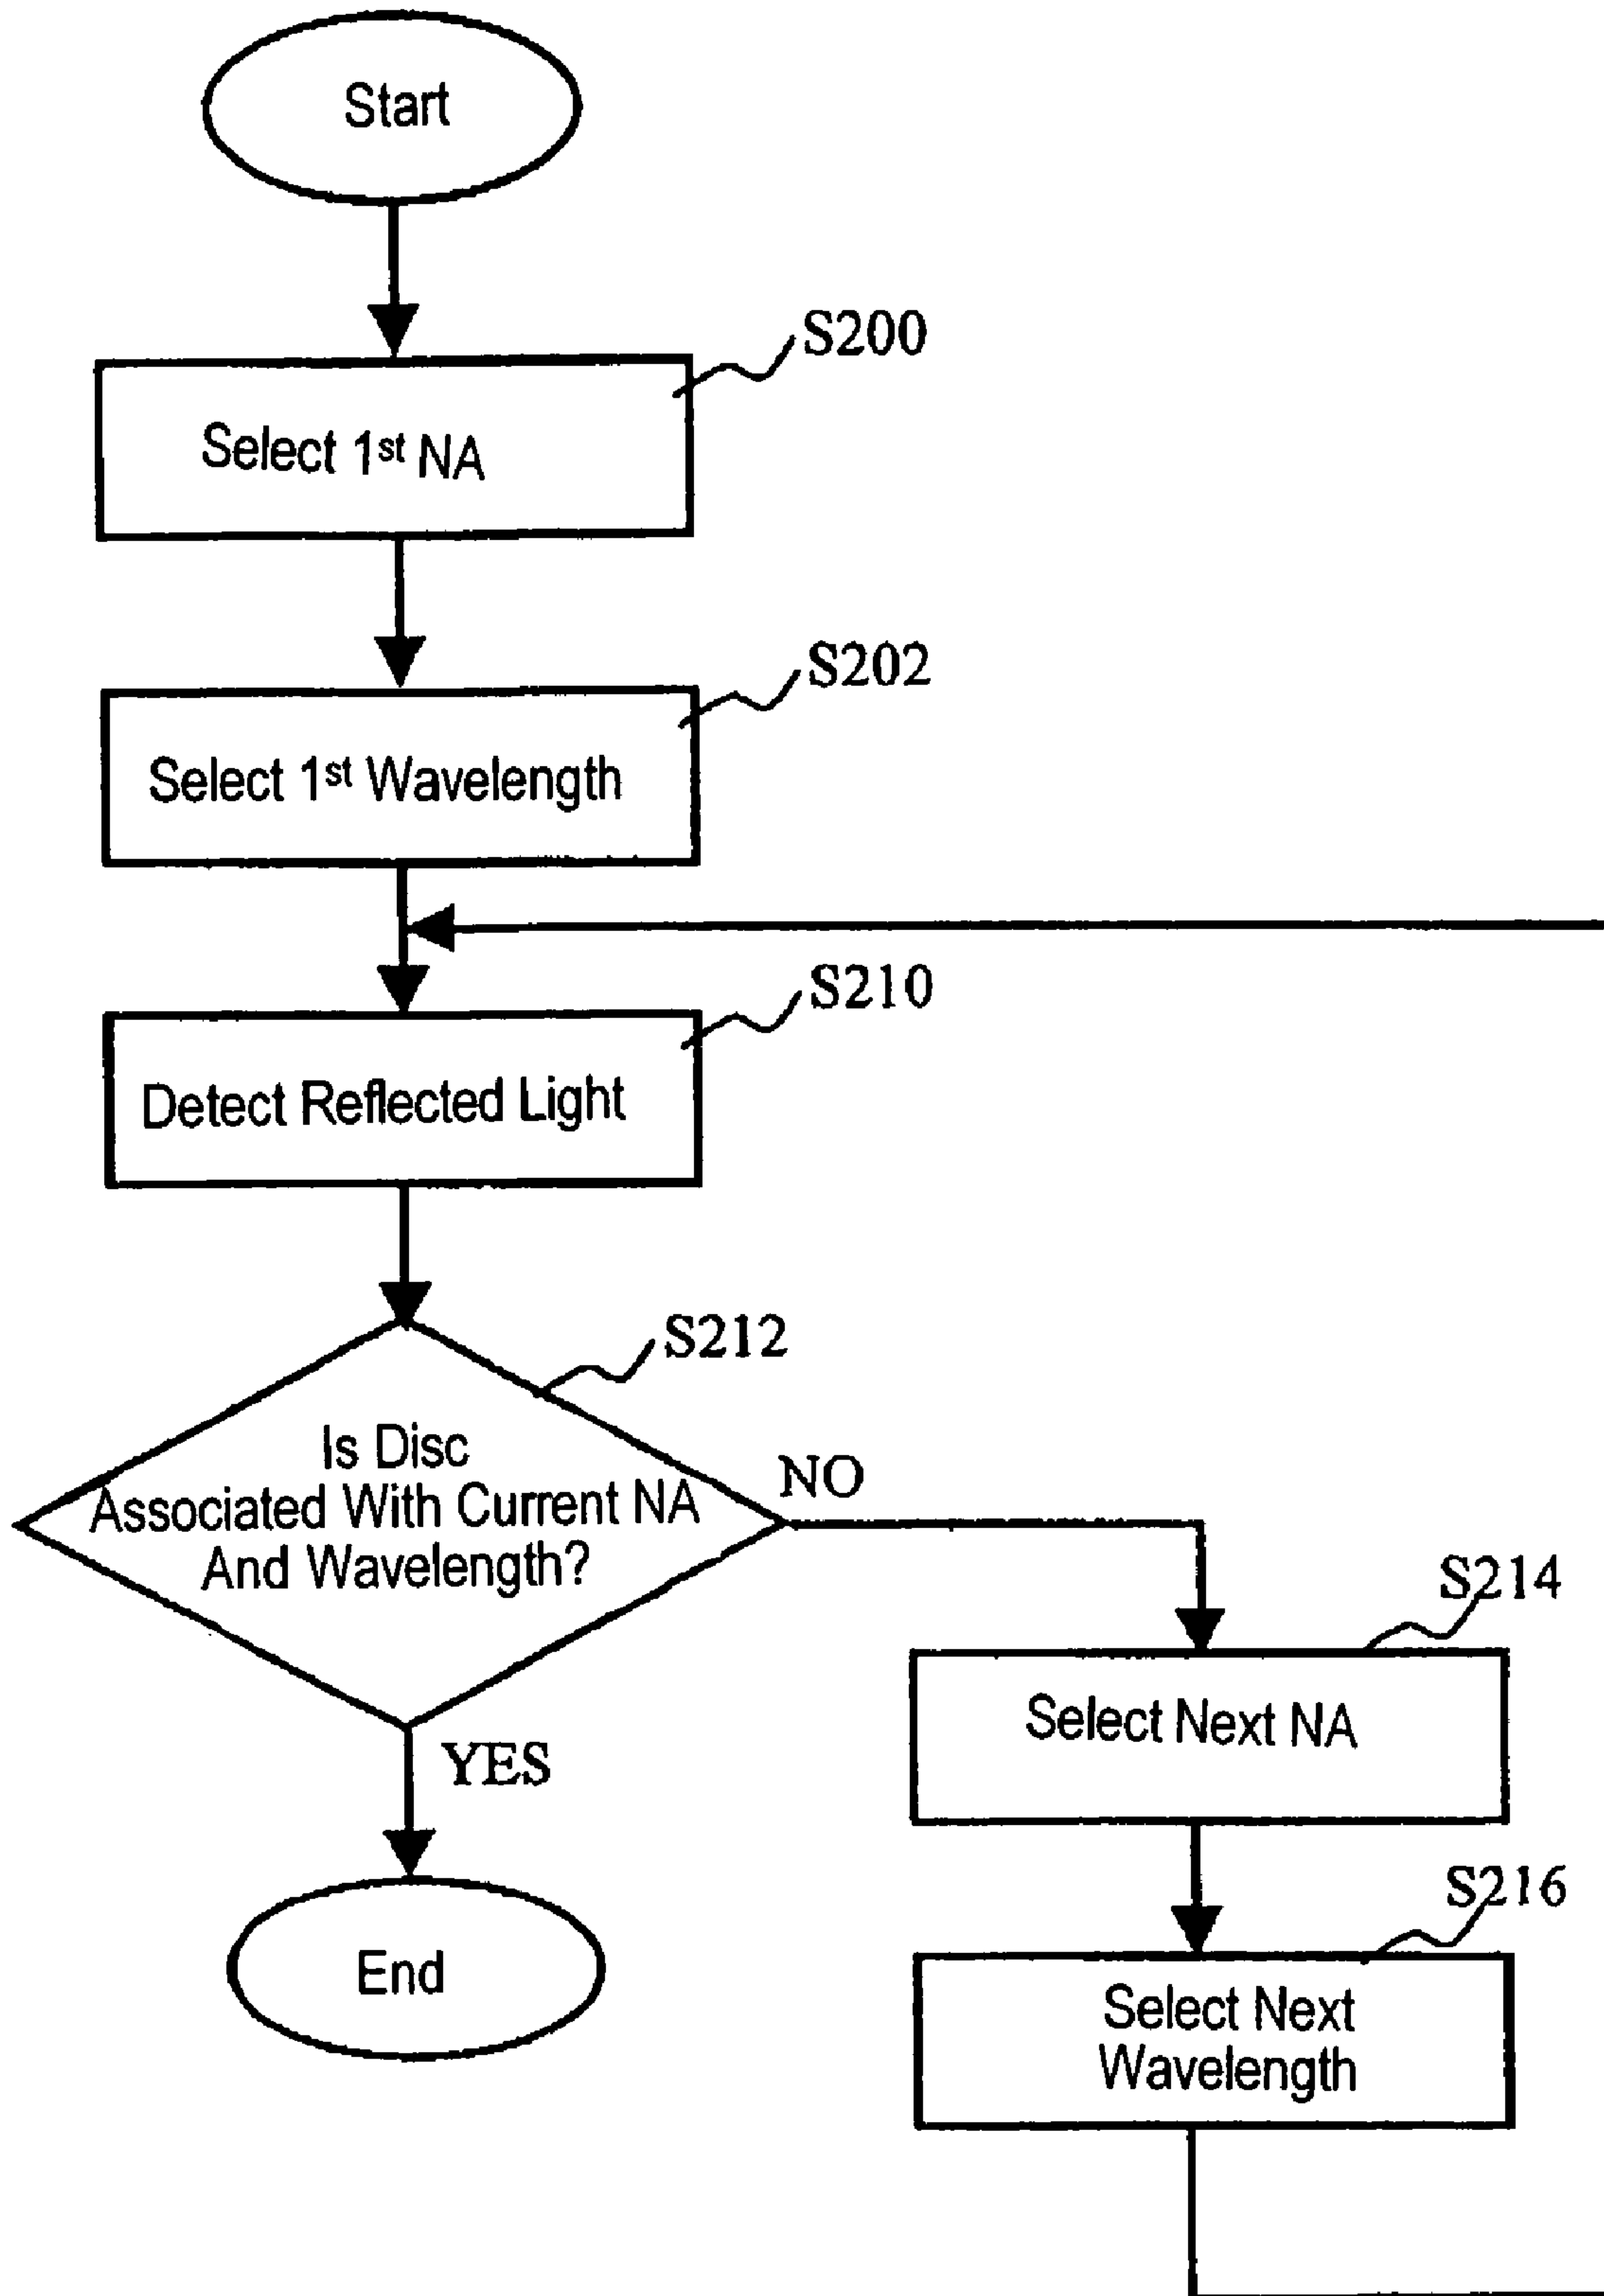 Start
S200
Select 1st NA
S202
Select 1st Wavelength
S210
Detect Reflected Light
S212
Is Disc
Associated With Current NA
And Wavelength?
NO
YES
S214
Select Next NA
S216
Select Next
Wavelength
End